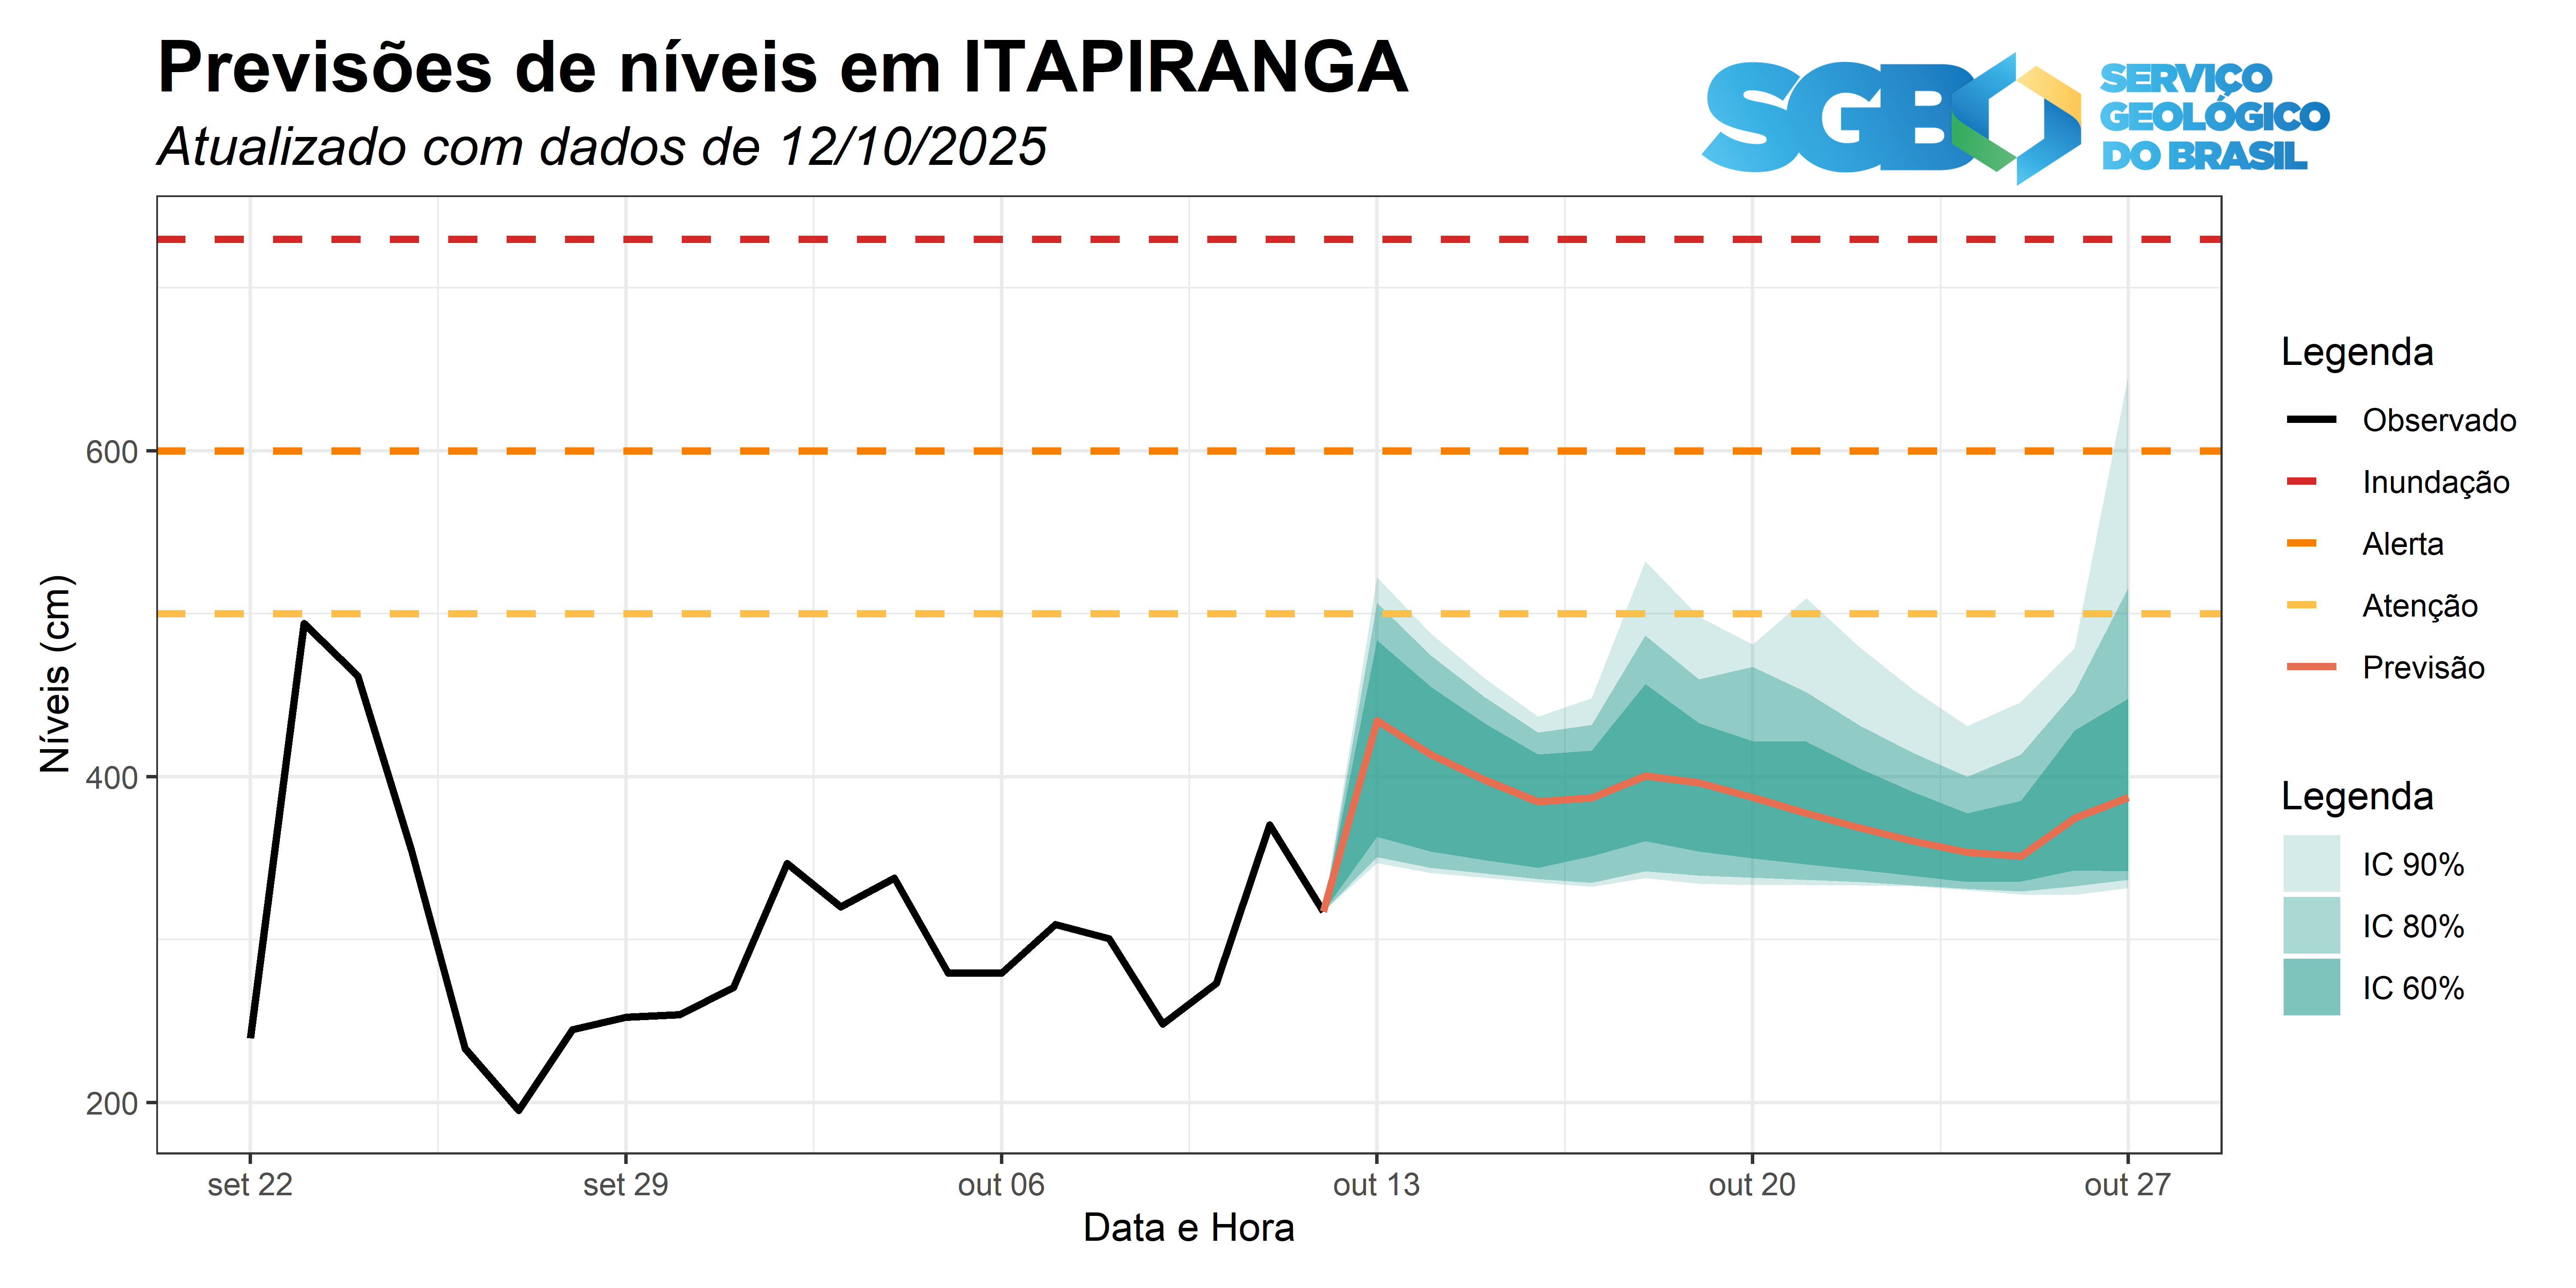 Previsões de níveis em ITAPIRANGA
Atualizado com dados de 12/10/2025
SGB
SERVIÇO
GEOLÓGICO
DO BRASIL
Níveis (cm)
600
400
200
set 22
set 29
out 06
out 13
out 20
out 27
Data e Hora
Legenda
Observado
Inundação
Alerta
Atenção
Previsão
Legenda
IC 90%
IC 80%
IC 60%